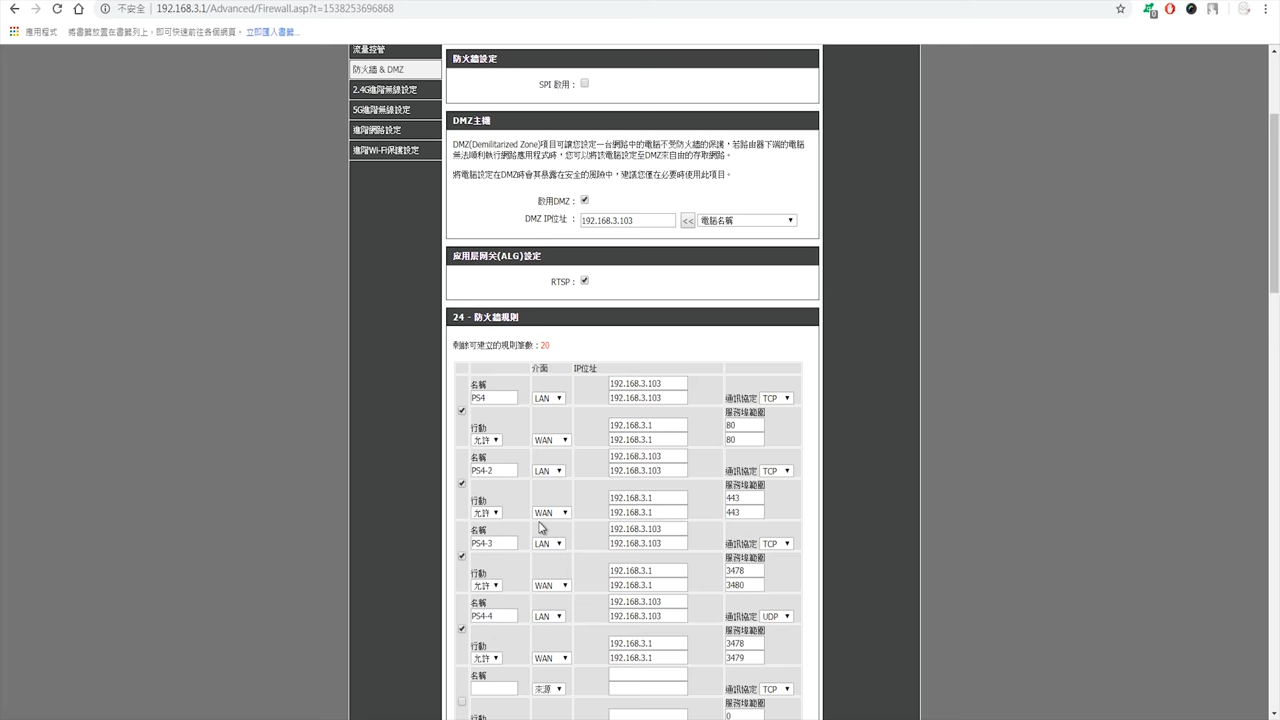 不安全 192.168.3.1/Advanced/Firewall.asp?t=1538253696868
應用程式 將書籤放置在書籤列上，即可快速前往各個網頁。 立即匯入書籤...
流量控管
防火牆 & DMZ
2.4G進階無線設定
5G進階無線設定
進階網路設定
進階Wi-Fi保護設定
防火牆設定
SPI 啟用：
DMZ主機
DMZ(Demilitarized Zone)項目可讓您設定一台網路中的電腦不受防火牆的保護，若路由器下端的電腦
無法順利執行網路應用程式時，您可以將該電腦設定至DMZ來自由的存取網路。
將電腦設定在DMZ時會其暴露在安全的風險中，建議您僅在必要時使用此項目。
啟用DMZ：
DMZ IP位址 : 192.168.3.103 << 電腦名稱
应用层网关(ALG)設定
RTSP：
24 - 防火牆規則
剩餘可建立的規則筆數：20
介面 IP位址
名稱 192.168.3.103
PS4 LAN 192.168.3.103 通訊協定 TCP
服務埠範圍
行動 192.168.3.1 80
允許 WAN 192.168.3.1 80
名稱 192.168.3.103
PS4-2 LAN 192.168.3.103 通訊協定 TCP
服務埠範圍
行動 192.168.3.1 443
允許 WAN 192.168.3.1 443
名稱 192.168.3.103
PS4-3 LAN 192.168.3.103 通訊協定 TCP
服務埠範圍
行動 192.168.3.1 3478
允許 WAN 192.168.3.1 3480
名稱 192.168.3.103
PS4-4 LAN 192.168.3.103 通訊協定 UDP
服務埠範圍
行動 192.168.3.1 3478
允許 WAN 192.168.3.1 3479
名稱
來源 通訊協定 TCP
服務埠範圍
行動 0